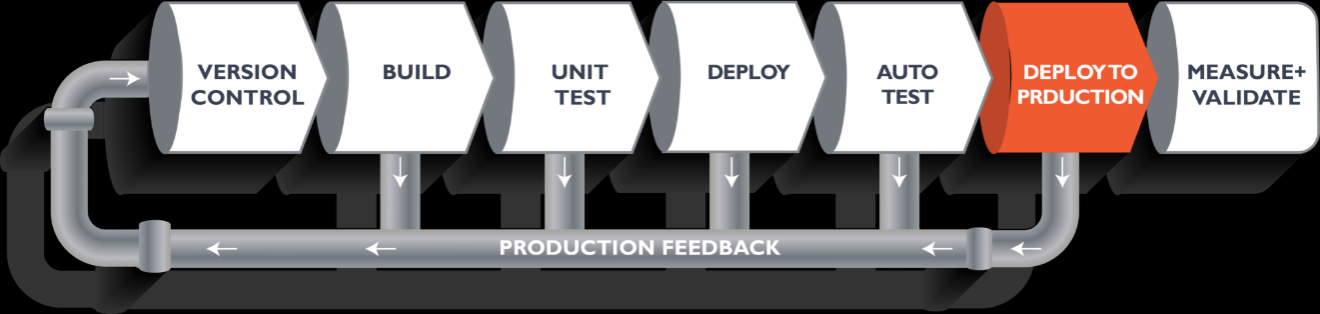 VERSION
CONTROL
BUILD
UNIT
TEST
DEPLOY
AUTO
TEST
DEPLOY TO
PRDUCTION
MEASURE+
VALIDATE
PRODUCTION FEEDBACK